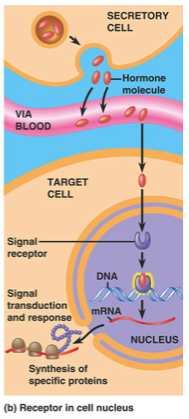 SECRETORY
CELL
Hormone
molecule
VIA
BLOOD
TARGET
CELL
Signal
receptor
DNA
Signal
transduction
and response
mRNA
NUCLEUS
Synthesis of
specific proteins
(b) Receptor in cell nucleus